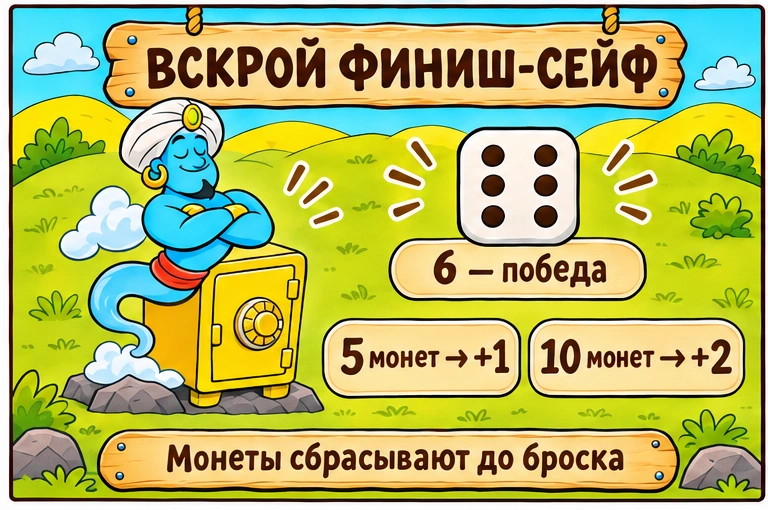 ВСКРОЙ ФИНИШ-СЕЙФ
6 — победа
5 монет → +1
10 монет → +2
Монеты сбрасывают до броска